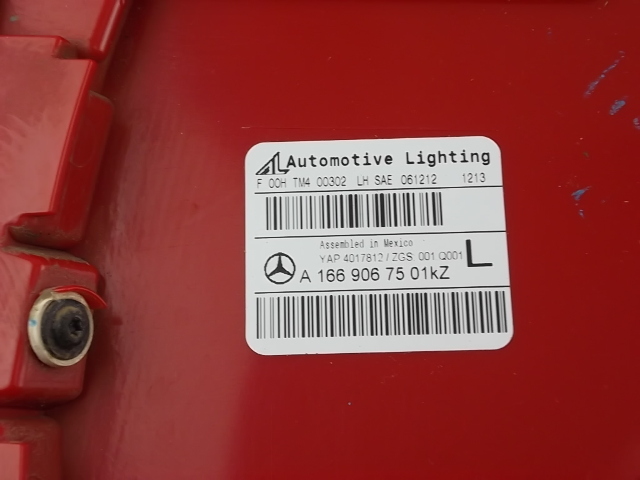 AL Automotive Lighting
F 00H TM4 00302 LH SAE 061212 1213
Assembled in Mexico
YAP 4017812/ZGS 001 Q001 L
A 166 906 75 01kZ